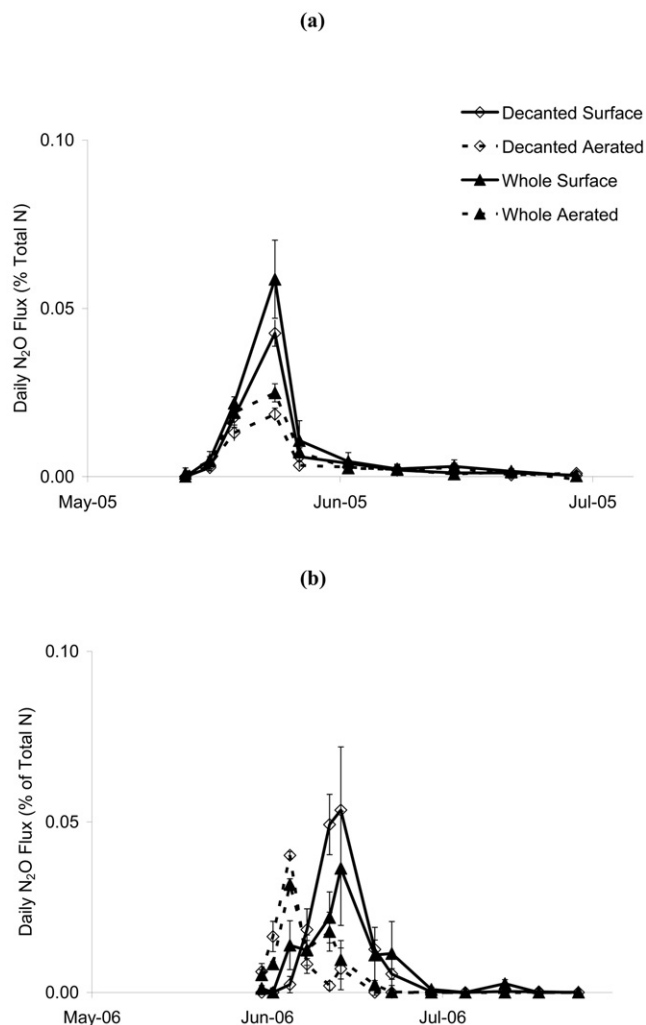 (a)
Decanted Surface
Decanted Aerated
Whole Surface
Whole Aerated
Daily N₂O Flux (% Total N)
0.10
0.05
0.00
May-05
Jun-05
Jul-05
(b)
Daily N₂O Flux (% of Total N)
0.10
0.05
0.00
May-06
Jun-06
Jul-06